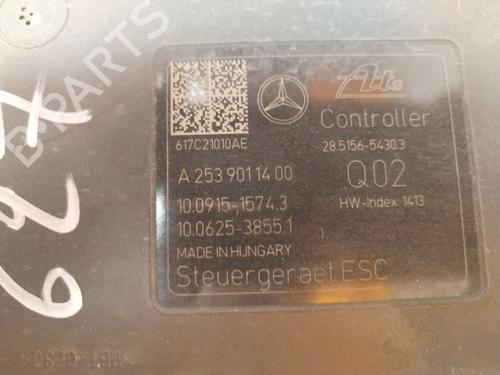 Ate
Controller
617C21010AE
28.5156-5430.3
A 253 901 14 00
Q02
10.0915-1574.3
HW-Index: 1413
10.0625-3855.1
MADE IN HUNGARY
Steuergeraet ESC
B-Parts